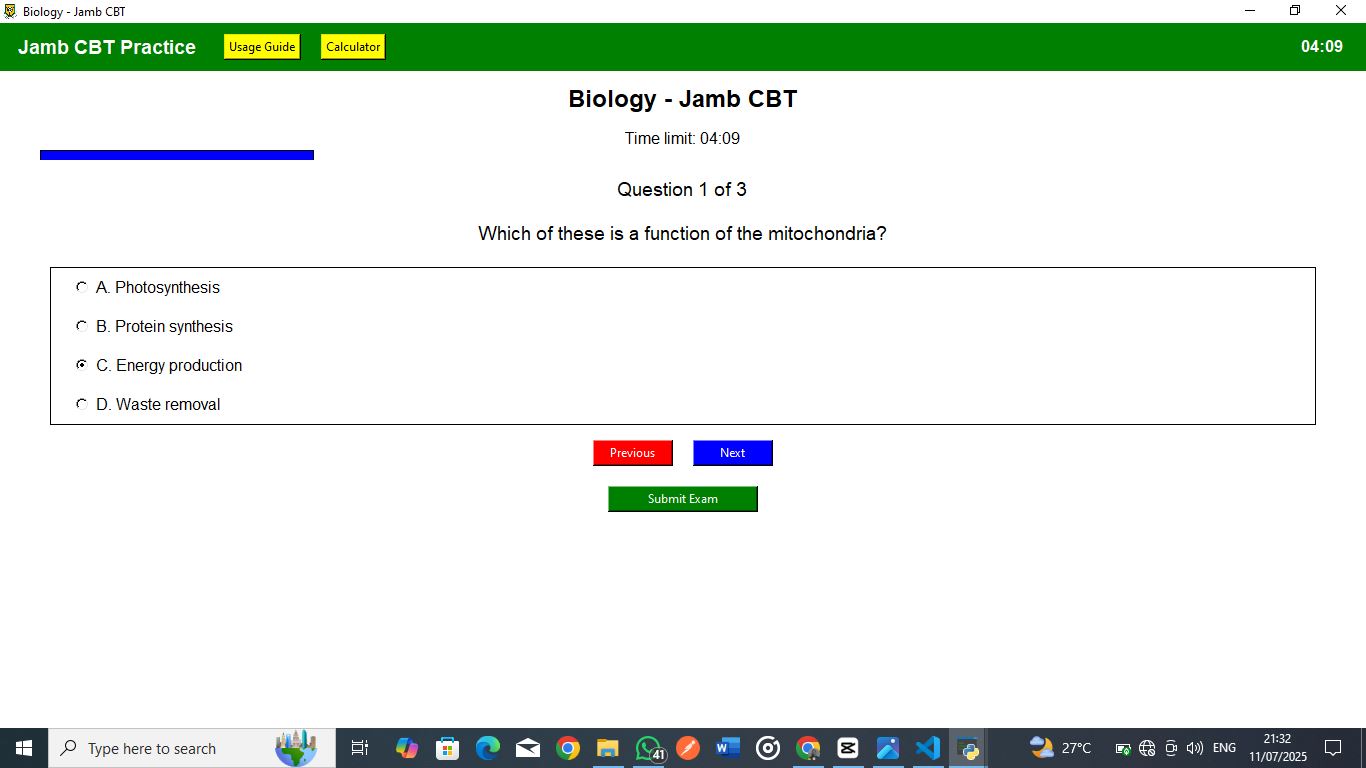 Biology - Jamb CBT
Jamb CBT Practice Usage Guide Calculator 04:09
Biology - Jamb CBT
Time limit: 04:09
Question 1 of 3
Which of these is a function of the mitochondria?
A. Photosynthesis
B. Protein synthesis
C. Energy production
D. Waste removal
Previous Next
Submit Exam
Type here to search 41 27°C ENG 21:32
11/07/2025